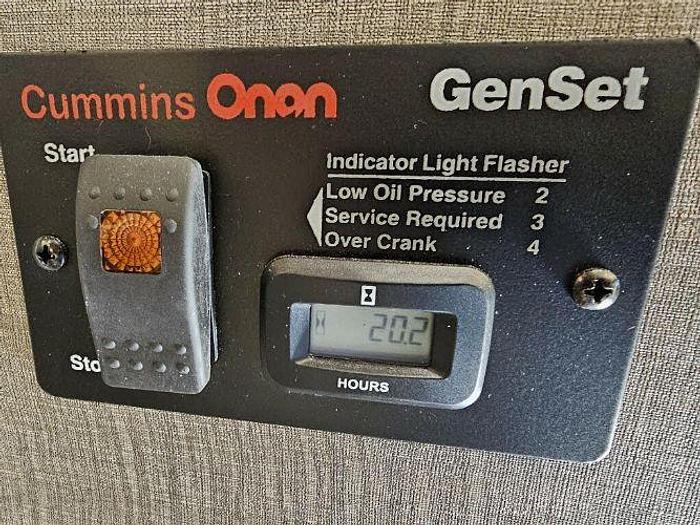 Cummins Onan
GenSet
Start
Indicator Light Flasher
Low Oil Pressure 2
Service Required 3
Over Crank 4
20.2
Sto
HOURS